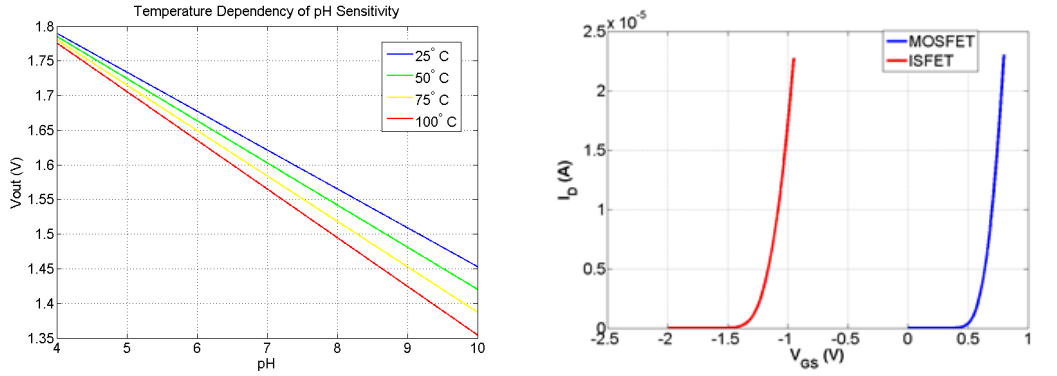 Temperature Dependency of pH Sensitivity
1.8
1.75
1.7
1.65
1.6
1.55
1.5
1.45
1.4
1.35
Vout (V)
4 5 6 7 8 9 10
pH
25° C
50° C
75° C
100° C
x 10-5
2.5
2
1.5
1
0.5
0
I_D (A)
-2.5 -2 -1.5 -1 -0.5 0 0.5 1
V_GS (V)
MOSFET
ISFET